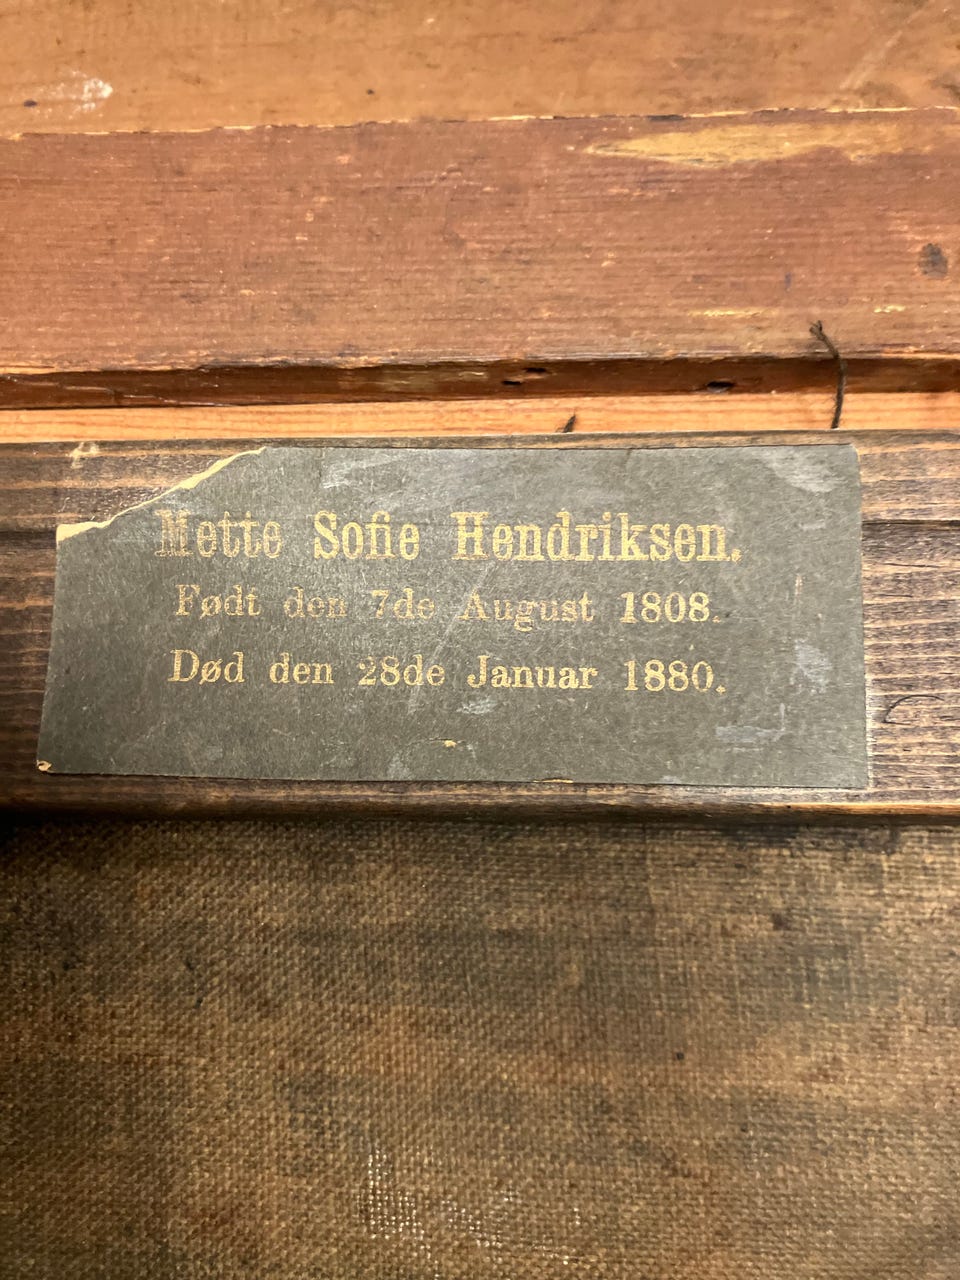 Mette Sofie Hendriksen.
Født den 7de August 1808.
Død den 28de Januar 1880.